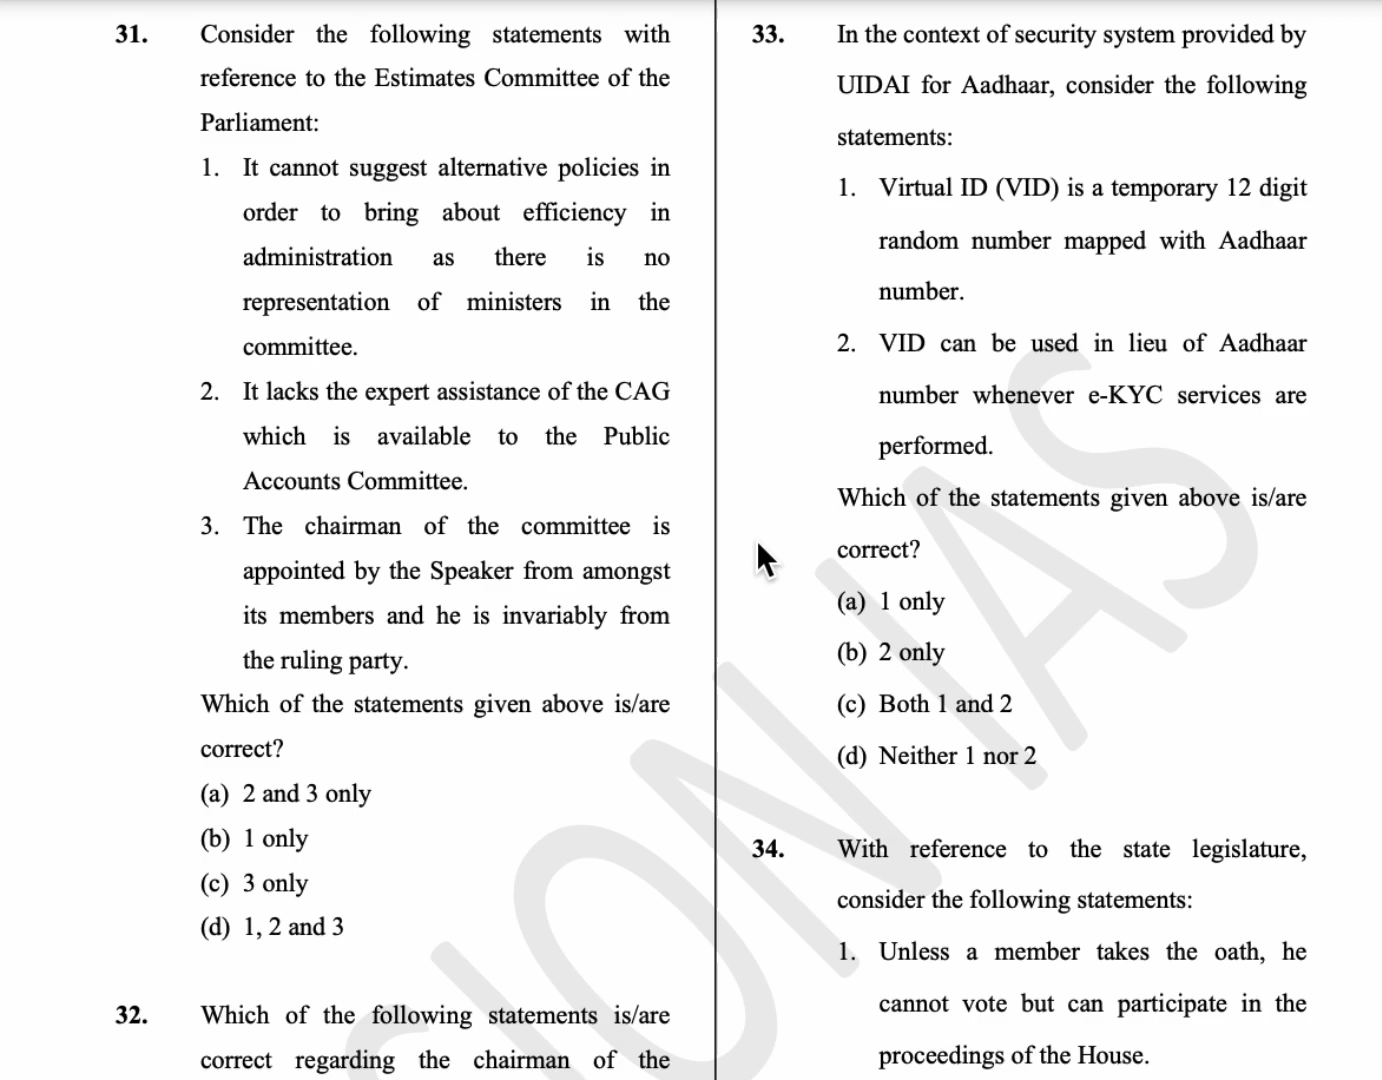 31. Consider the following statements with
reference to the Estimates Committee of the
Parliament:
1. It cannot suggest alternative policies in
order to bring about efficiency in
administration as there is no
representation of ministers in the
committee.
2. It lacks the expert assistance of the CAG
which is available to the Public
Accounts Committee.
3. The chairman of the committee is
appointed by the Speaker from amongst
its members and he is invariably from
the ruling party.
Which of the statements given above is/are
correct?
(a) 2 and 3 only
(b) 1 only
(c) 3 only
(d) 1, 2 and 3
32. Which of the following statements is/are
correct regarding the chairman of the
33. In the context of security system provided by
UIDAI for Aadhaar, consider the following
statements:
1. Virtual ID (VID) is a temporary 12 digit
random number mapped with Aadhaar
number.
2. VID can be used in lieu of Aadhaar
number whenever e-KYC services are
performed.
Which of the statements given above is/are
correct?
(a) 1 only
(b) 2 only
(c) Both 1 and 2
(d) Neither 1 nor 2
34. With reference to the state legislature,
consider the following statements:
1. Unless a member takes the oath, he
cannot vote but can participate in the
proceedings of the House.
SION IAS